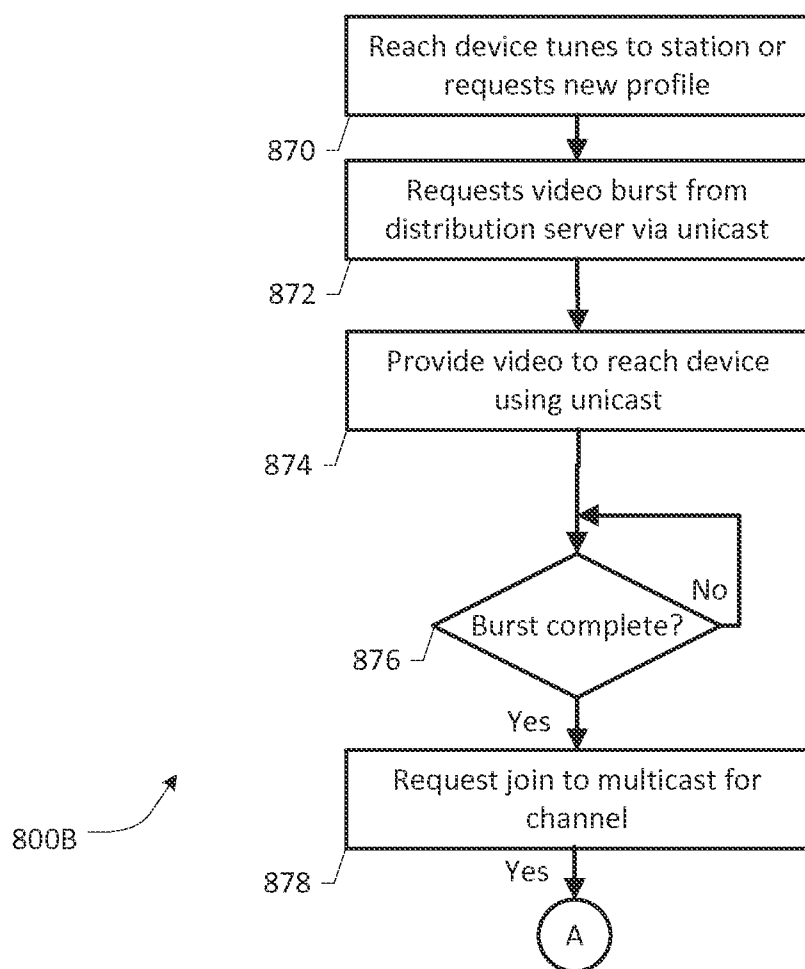 Reach device tunes to station or
requests new profile
870
Requests video burst from
distribution server via unicast
872
Provide video to reach device
using unicast
874
No
Burst complete?
876
Yes
Request join to multicast for
channel
800B
878
Yes
A